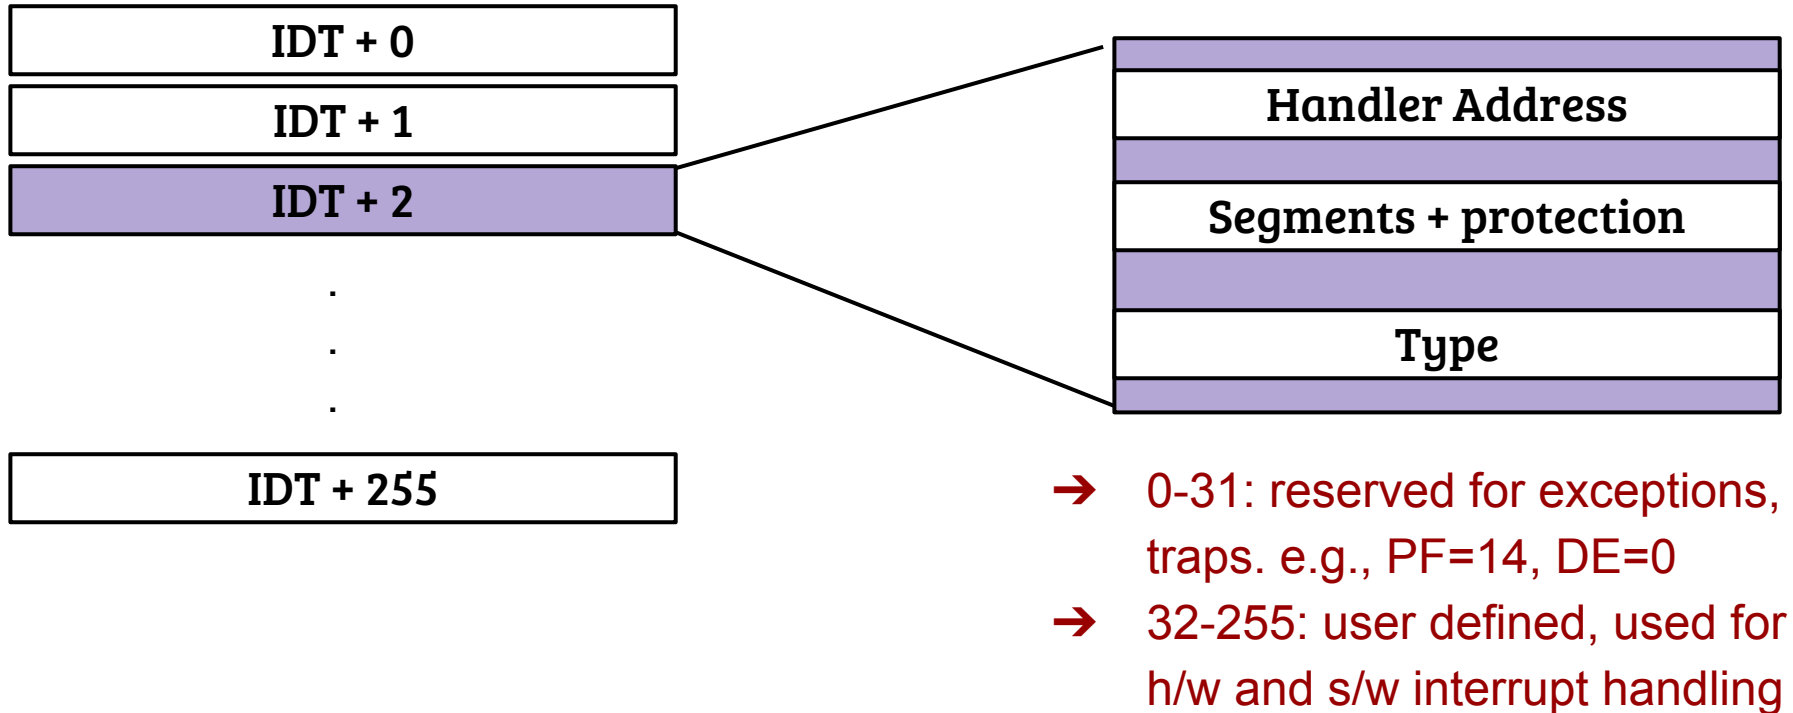 IDT + 0
IDT + 1
IDT + 2
.
.
.
IDT + 255
Handler Address
Segments + protection
Type
➔ 0-31: reserved for exceptions,
traps. e.g., PF=14, DE=0
➔ 32-255: user defined, used for
h/w and s/w interrupt handling